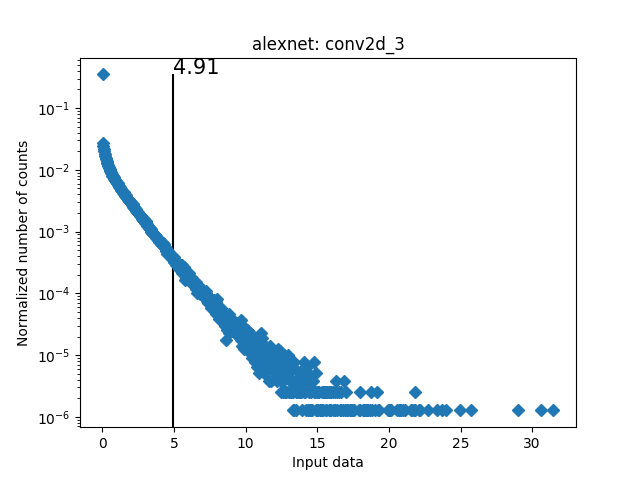 alexnet: conv2d_3
4.91
Normalized number of counts
10⁻¹
10⁻²
10⁻³
10⁻⁴
10⁻⁵
10⁻⁶
0 5 10 15 20 25 30
Input data